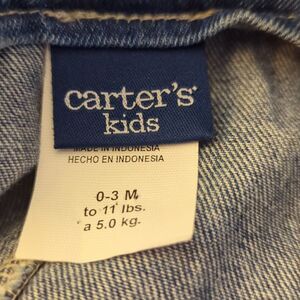 carter's
kids
MADE IN INDONESIA
HECHO EN INDONESIA
0-3 M
to 11 lbs.
a 5.0 kg.